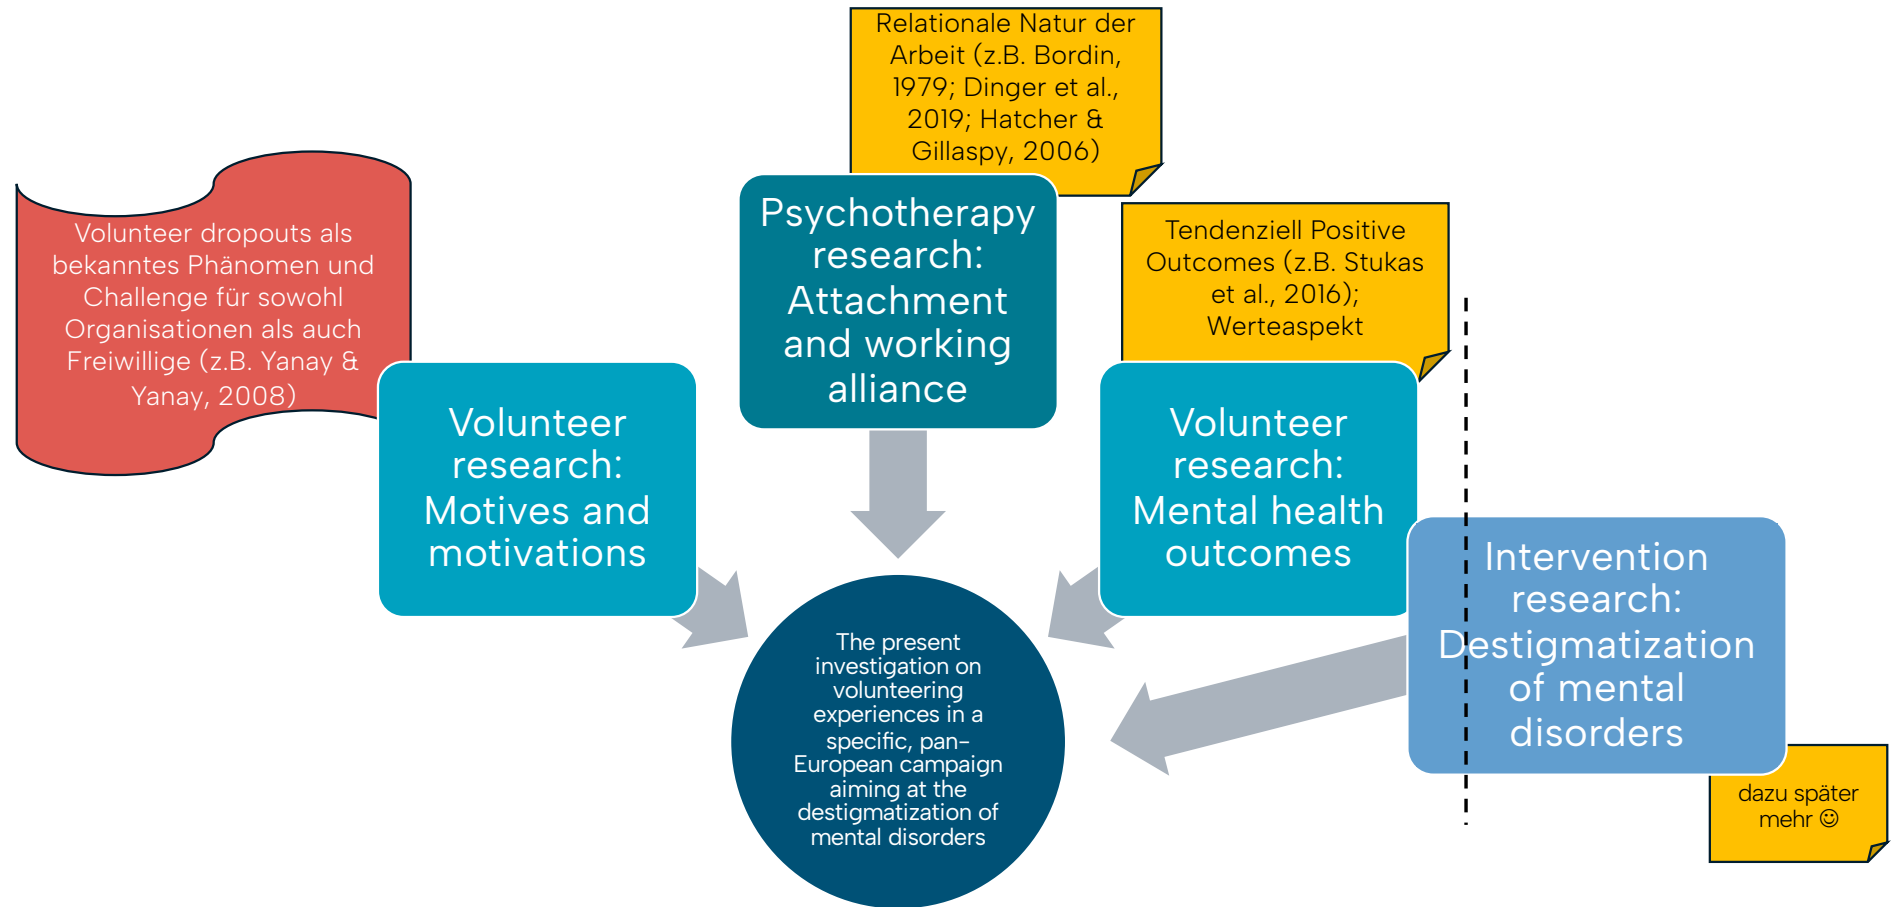 Relationale Natur der
Arbeit (z.B. Bordin,
1979; Dinger et al.,
2019; Hatcher &
Gillaspy, 2006)
Volunteer dropouts als
bekanntes Phänomen und
Challenge für sowohl
Organisationen als auch
Freiwillige (z.B. Yanay &
Yanay, 2008)
Psychotherapy
research:
Attachment
and working
alliance
Tendenziell Positive
Outcomes (z.B. Stukas
et al., 2016);
Werteaspekt
Volunteer
research:
Motives and
motivations
Volunteer
research:
Mental health
outcomes
Intervention
research:
Destigmatization
of mental
disorders
The present
investigation on
volunteering
experiences in a
specific, pan-
European campaign
aiming at the
destigmatization of
mental disorders
dazu später
mehr ☺